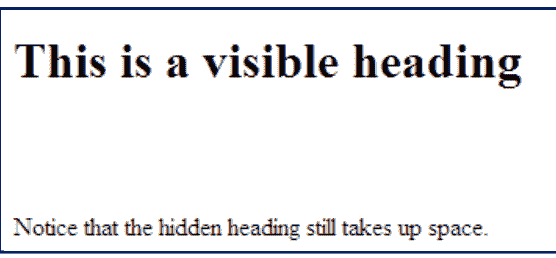 This is a visible heading
Notice that the hidden heading still takes up space.